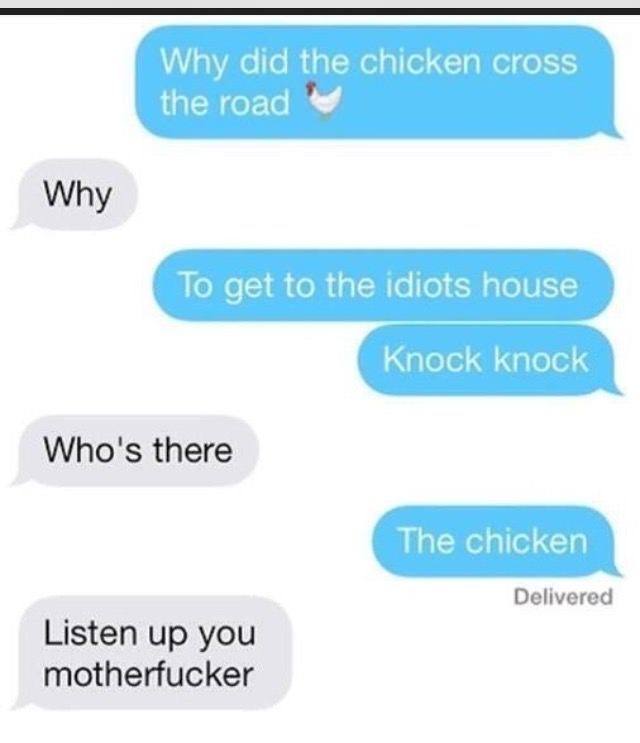 Why did the chicken cross
the road 🐓
Why
To get to the idiots house
Knock knock
Who's there
The chicken
Delivered
Listen up you
motherfucker